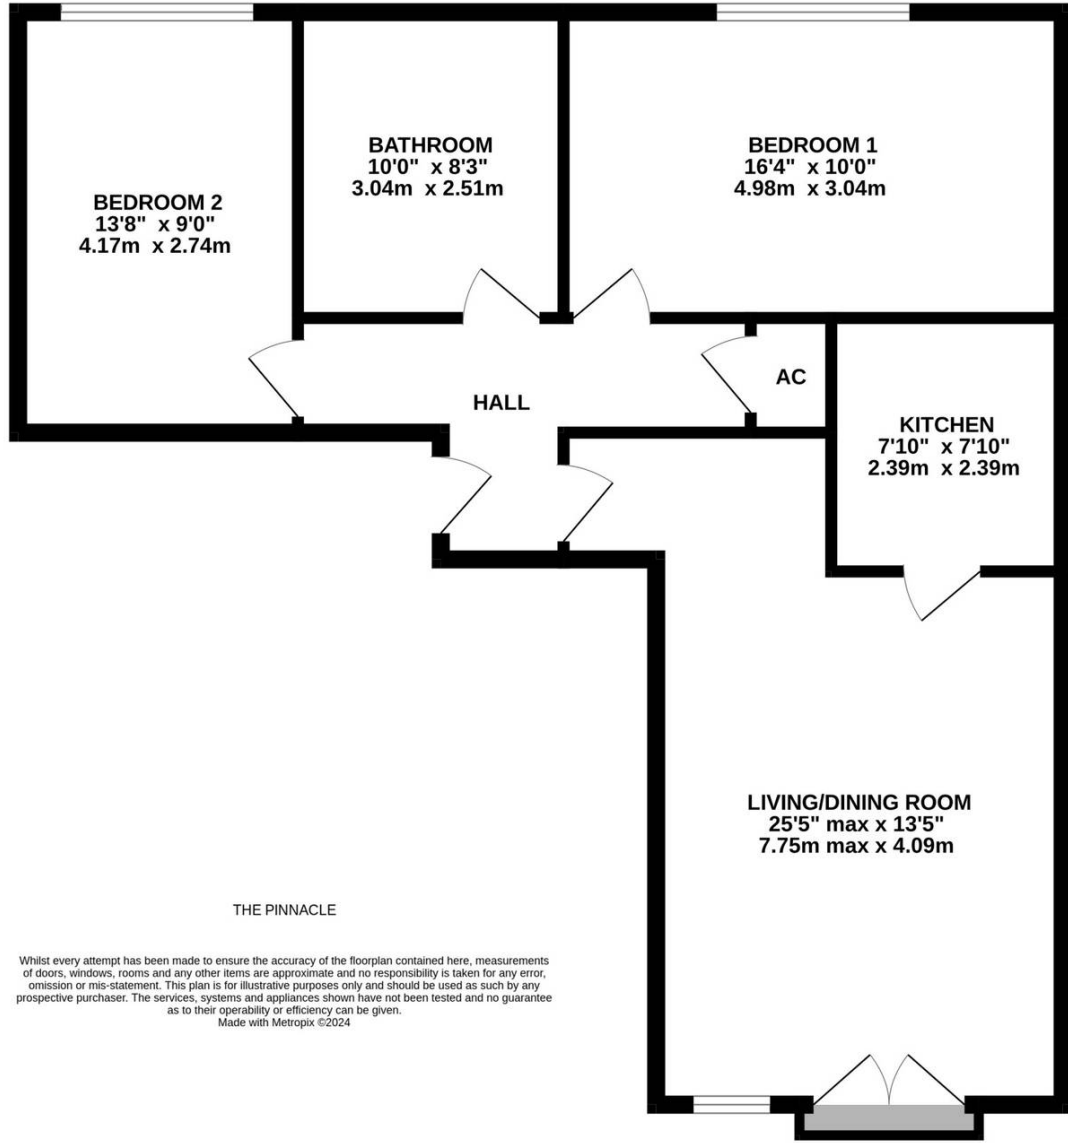 BATHROOM
10'0" x 8'3"
3.04m x 2.51m
BEDROOM 1
16'4" x 10'0"
4.98m x 3.04m
BEDROOM 2
13'8" x 9'0"
4.17m x 2.74m
AC
HALL
KITCHEN
7'10" x 7'10"
2.39m x 2.39m
LIVING/DINING ROOM
25'5" max x 13'5"
7.75m max x 4.09m
THE PINNACLE
Whilst every attempt has been made to ensure the accuracy of the floorplan contained here, measurements
of doors, windows, rooms and any other items are approximate and no responsibility is taken for any error,
omission or mis-statement. This plan is for illustrative purposes only and should be used as such by any
prospective purchaser. The services, systems and appliances shown have not been tested and no guarantee
as to their operability or efficiency can be given.
Made with Metropix ©2024